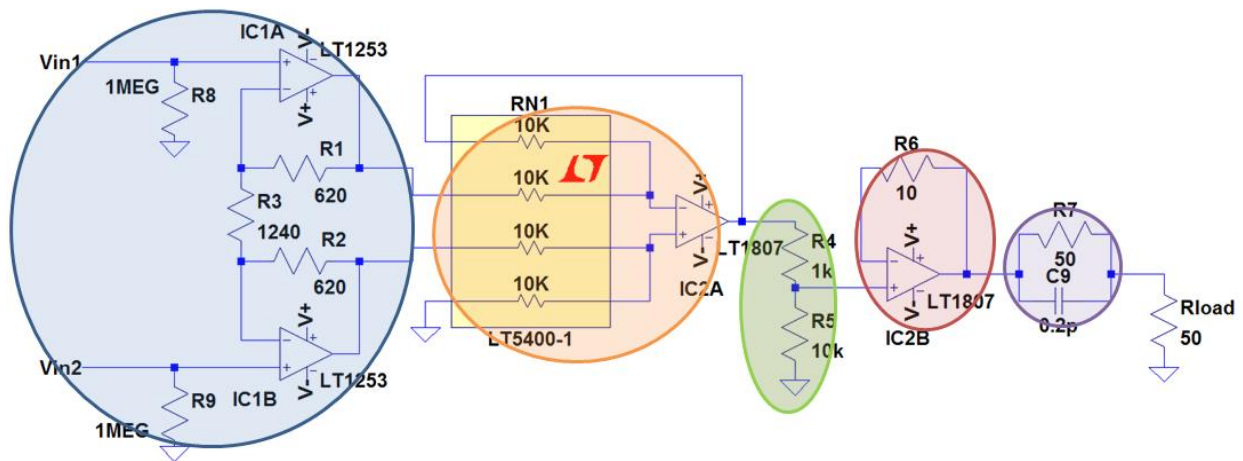 IC1A
V-
LT1253
Vin1
1MEG
R8
V+
R1
620
R3
1240
R2
620
V+
Vin2
R9
1MEG
IC1B
V-
LT1253
RN1
10K
10K
10K
10K
LT5400-1
V+
V-
LT1807
IC2A
R4
1k
R5
10k
R6
10
V+
V-
LT1807
IC2B
R7
50
C9
0.2p
Rload
50